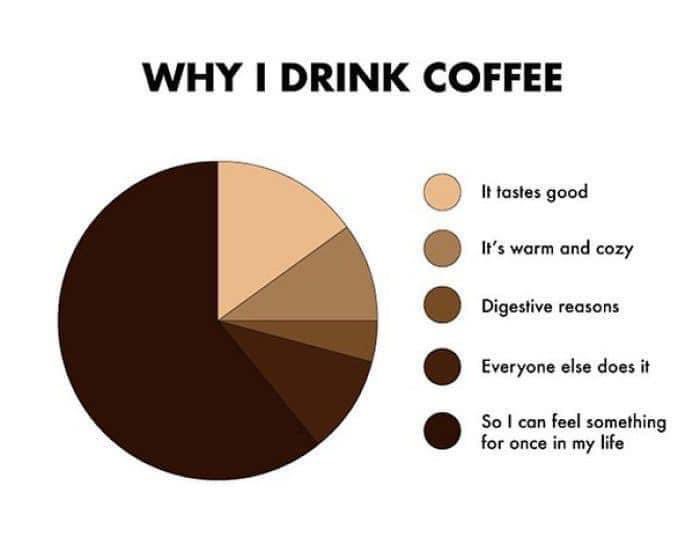 WHY I DRINK COFFEE
It tastes good
It's warm and cozy
Digestive reasons
Everyone else does it
So I can feel something
for once in my life